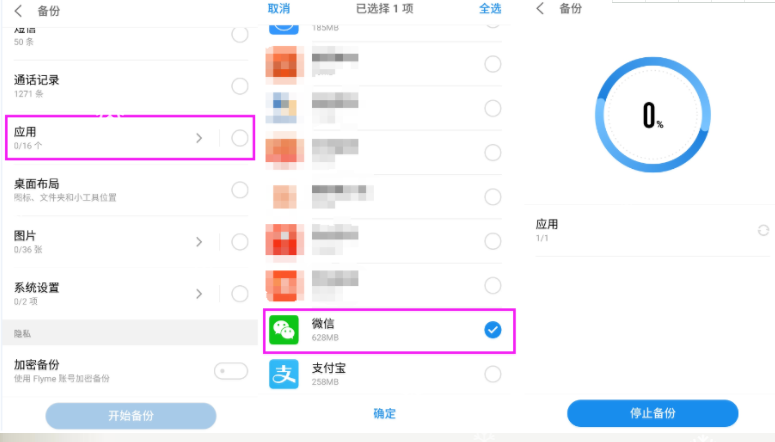 备份
短信
50 条
通话记录
1271 条
应用
0/16 个
桌面布局
图标、文件夹和小工具位置
图片
0/36 张
系统设置
0/2 项
隐私
加密备份
使用 Flyme 账号加密备份
开始备份
取消
已选择 1 项
全选
185MB
微信
628MB
支付宝
258MB
确定
备份
0%
应用
1/1
停止备份